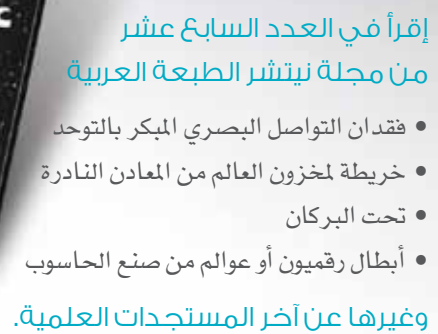 إقرأ في العدد السابع عشر
من مجلة نيتشر الطبعة العربية
• فقدان التواصل البصري المبكر بالتوحد
• خريطة لمخزون العالم من المعادن النادرة
• تحت البركان
• أبطال رقميون أو عوالم من صنع الحاسوب
وغيرها عن آخر المستجدات العلمية.